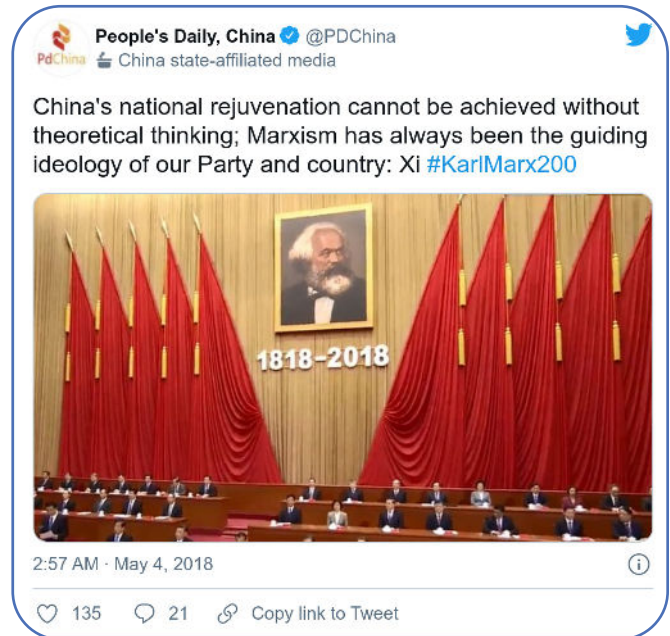 People's Daily, China @PDChina
PdChina China state-affiliated media
China's national rejuvenation cannot be achieved without
theoretical thinking; Marxism has always been the guiding
ideology of our Party and country: Xi #KarlMarx200
1818-2018
2:57 AM · May 4, 2018
135 21 Copy link to Tweet